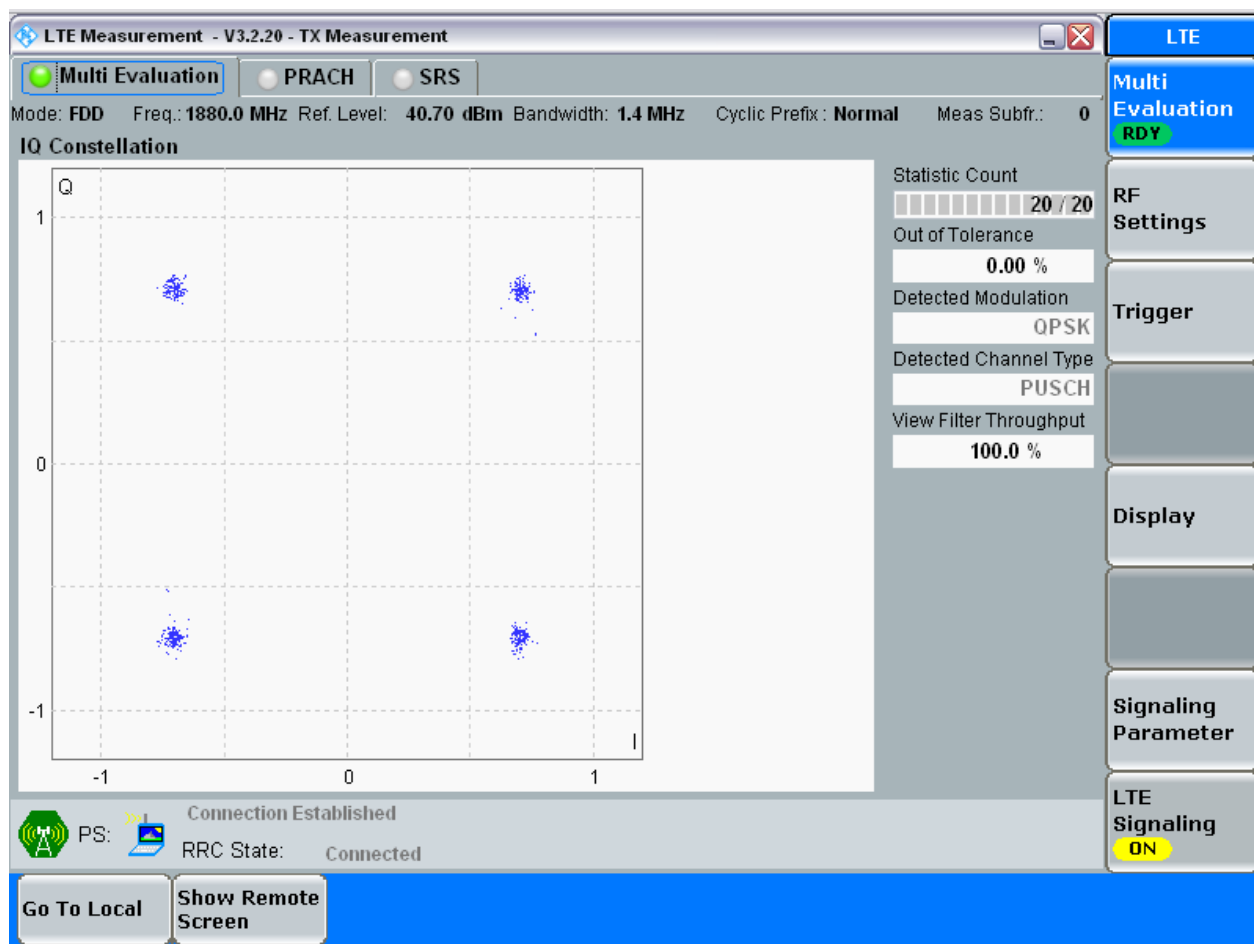 LTE Measurement - V3.2.20 - TX Measurement
LTE
Multi Evaluation PRACH SRS
Mode: FDD Freq.: 1880.0 MHz Ref. Level: 40.70 dBm Bandwidth: 1.4 MHz Cyclic Prefix : Normal Meas Subfr.: 0
IQ Constellation
Q
1
0
-1
I
-1 0 1
Statistic Count
20 / 20
Out of Tolerance
0.00 %
Detected Modulation
QPSK
Detected Channel Type
PUSCH
View Filter Throughput
100.0 %
Multi
Evaluation
RDY
RF
Settings
Trigger
Display
Signaling
Parameter
LTE
Signaling
ON
PS:
Connection Established
RRC State: Connected
Go To Local
Show Remote
Screen